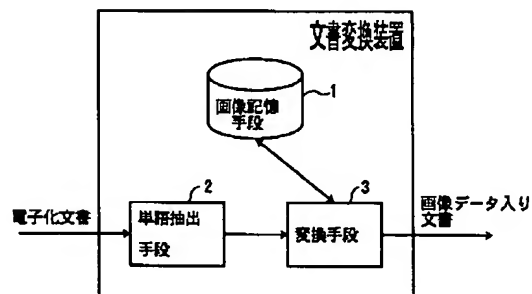 文書変換装置
画像記憶
手段
1
電子化文書
2
単語抽出
手段
3
変換手段
画像データ入り
文書